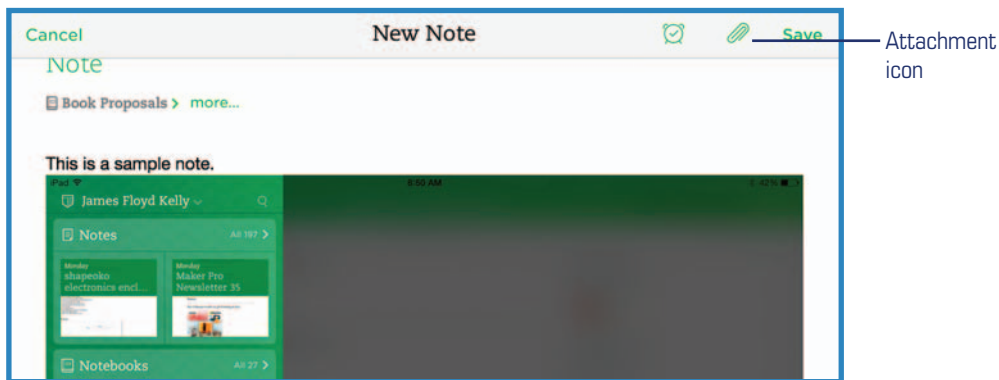 Cancel New Note Save
Attachment
icon
Note
Book Proposals > more...
This is a sample note.
iPad 8:50 AM 42%
James Floyd Kelly
Notes All 197 >
Monday Monday
shapeoko Maker Pro
electronics encl... Newsletter 35
Notebooks All 27 >